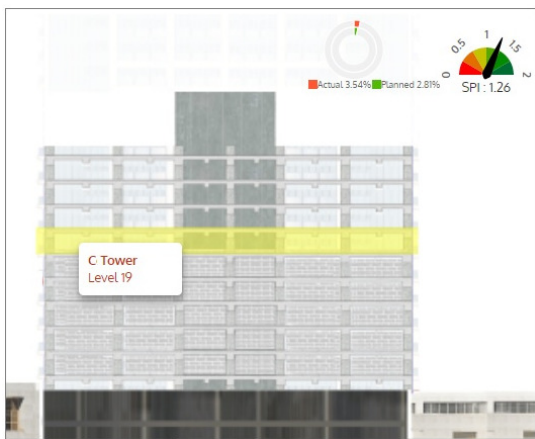 Actual 3.54% Planned 2.81%
0 0.5 1 1.5 2
SPI : 1.26
C Tower
Level 19